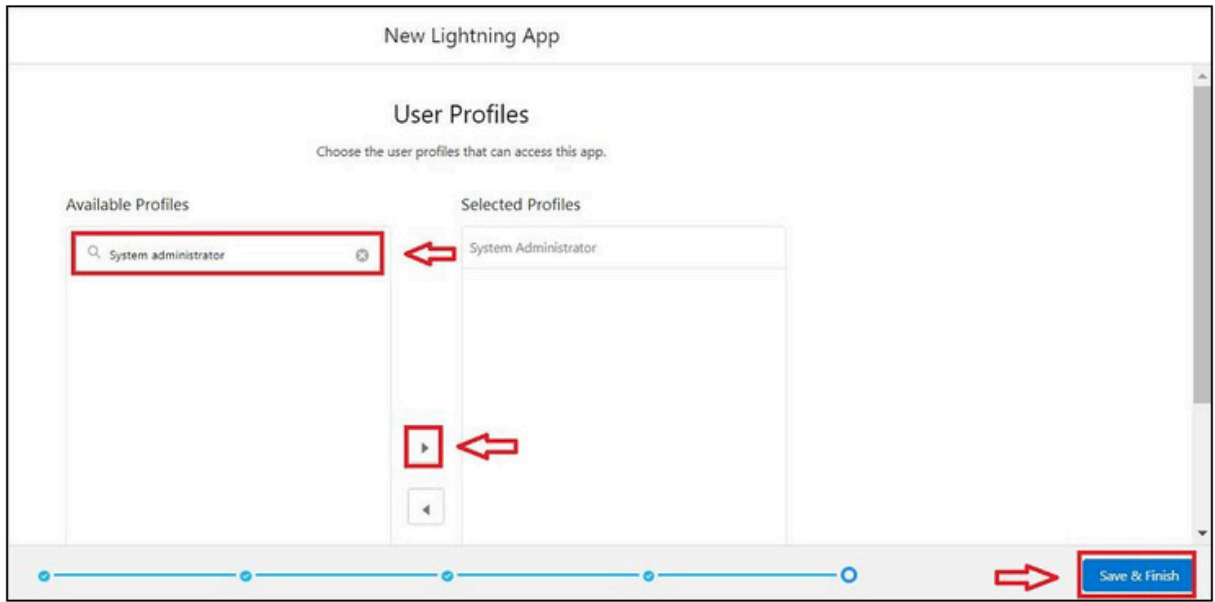 New Lightning App
User Profiles
Choose the user profiles that can access this app.
Available Profiles
Selected Profiles
System administrator
System Administrator
Save & Finish